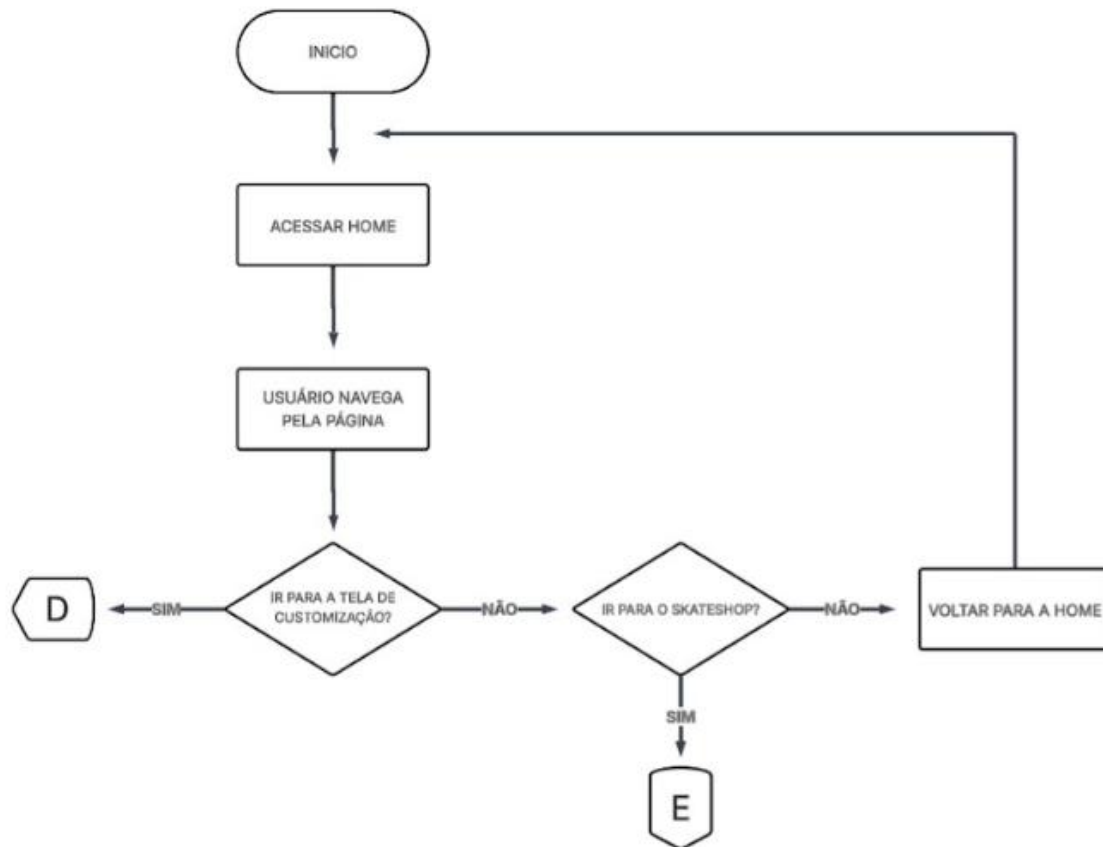 INICIO
ACESSAR HOME
USUÁRIO NAVEGA
PELA PÁGINA
IR PARA A TELA DE
CUSTOMIZAÇÃO?
SIM
D
NÃO
IR PARA O SKATESHOP?
NÃO
VOLTAR PARA A HOME
SIM
E